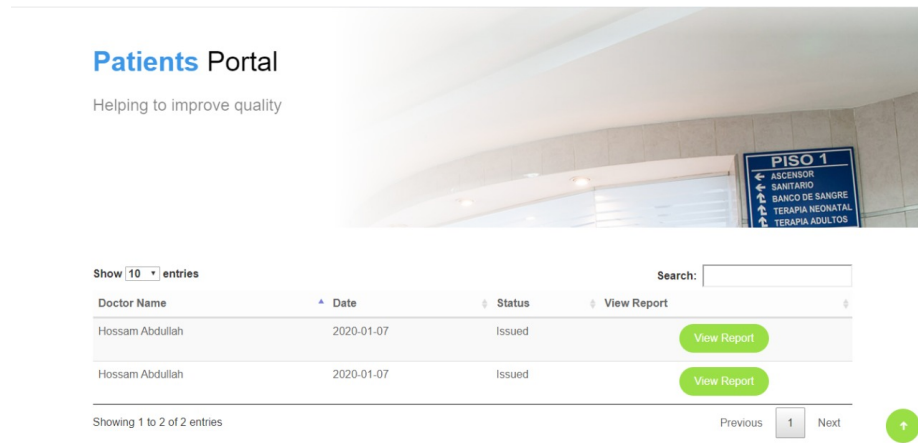 Patients Portal
Helping to improve quality
PISO 1
ASCENSOR
SANITARIO
BANCO DE SANGRE
TERAPIA NEONATAL
TERAPIA ADULTOS
Show 10 entries
Search:
Doctor Name Date Status View Report
Hossam Abdullah 2020-01-07 Issued View Report
Hossam Abdullah 2020-01-07 Issued View Report
Showing 1 to 2 of 2 entries
Previous 1 Next